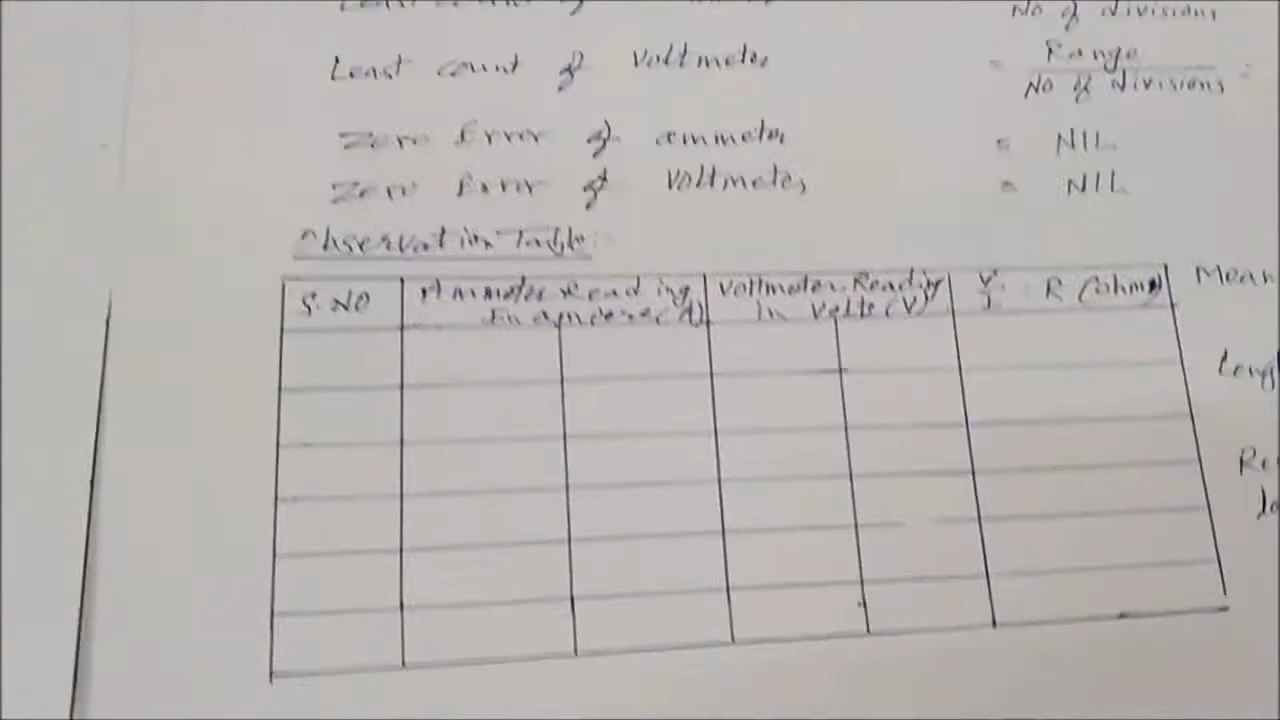 No of divisions
Least count of voltmeter = Range
No of divisions =
Zero Error of ammeter = NIL
Zero Error of voltmeter = NIL
Observation Table:
S.NO
Ammeter Reading
In ampere(A)
Voltmeter Reading
In Volts (V)
V
I
R (ohm)
Mean